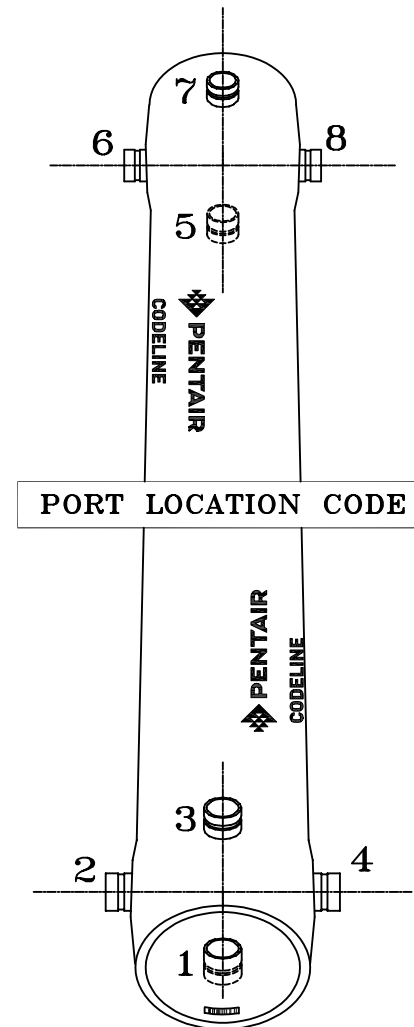 7
6
8
5
CODELINE
PENTAIR
PORT LOCATION CODE
PENTAIR
CODELINE
3
2
4
1